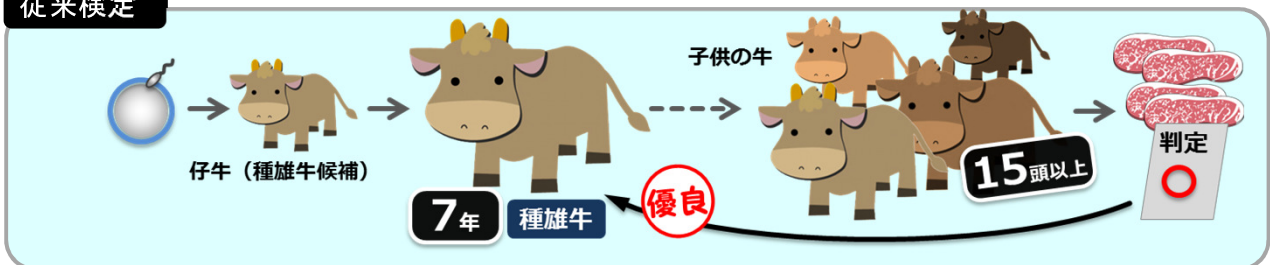 従来検定
子供の牛
仔牛（種雄牛候補）
7年
種雄牛
優良
15頭以上
判定